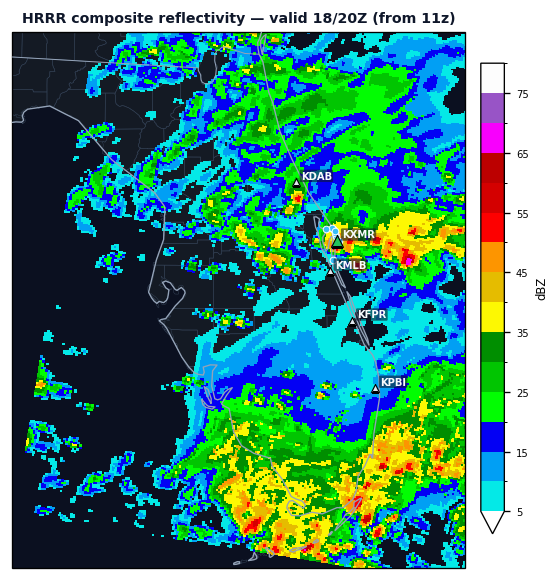 HRRR composite reflectivity — valid 18/20Z (from 11z)
KDAB
KXMR
KMLB
KFPR
KPBI
75
65
55
45
35
25
15
5
dBZ